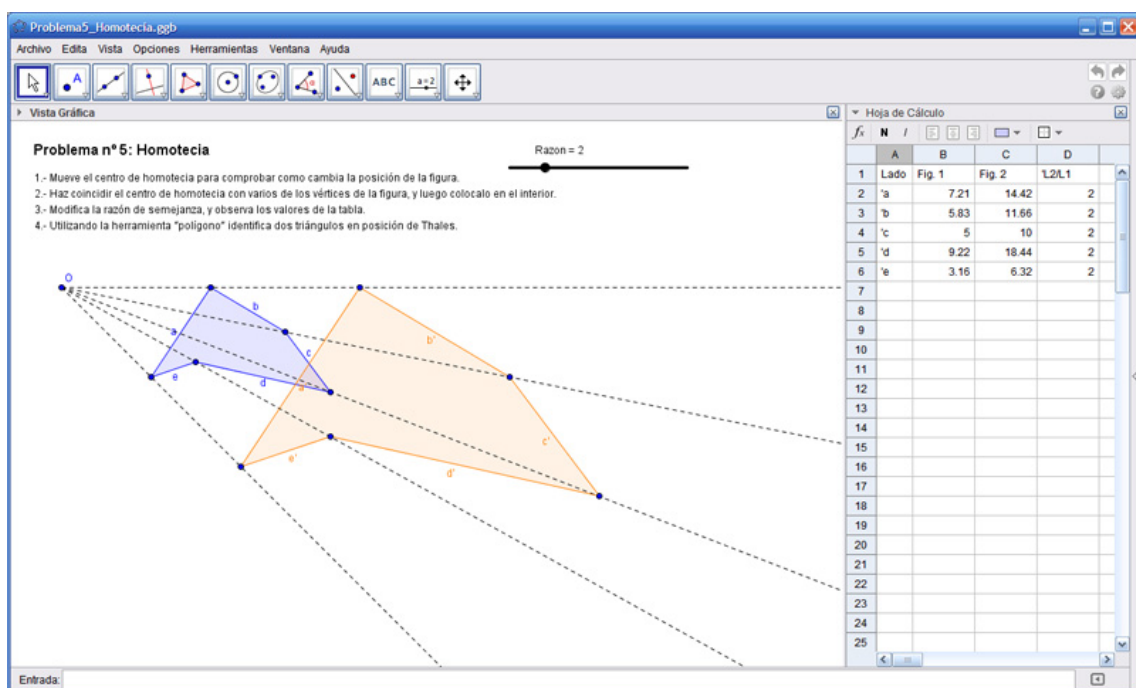 Problema5_Homotecia.ggb
Archivo Edita Vista Opciones Herramientas Ventana Ayuda
A ABC a=2
Vista Gráfica
Hoja de Cálculo
fx N I
Problema nº 5: Homotecia
Razon = 2
1.- Mueve el centro de homotecia para comprobar como cambia la posición de la figura.
2.- Haz coincidir el centro de homotecia con varios de los vértices de la figura, y luego colocalo en el interior.
3.- Modifica la razón de semejanza, y observa los valores de la tabla.
4.- Utilizando la herramienta "polígono" identifica dos triángulos en posición de Thales.
O
b
a
c
b'
e
d
a'
c'
e'
d'
A B C D
1 Lado Fig. 1 Fig. 2 'L2/L1
2 'a 7.21 14.42 2
3 'b 5.83 11.66 2
4 'c 5 10 2
5 'd 9.22 18.44 2
6 'e 3.16 6.32 2
7
8
9
10
11
12
13
14
15
16
17
18
19
20
21
22
23
24
25
Entrada: